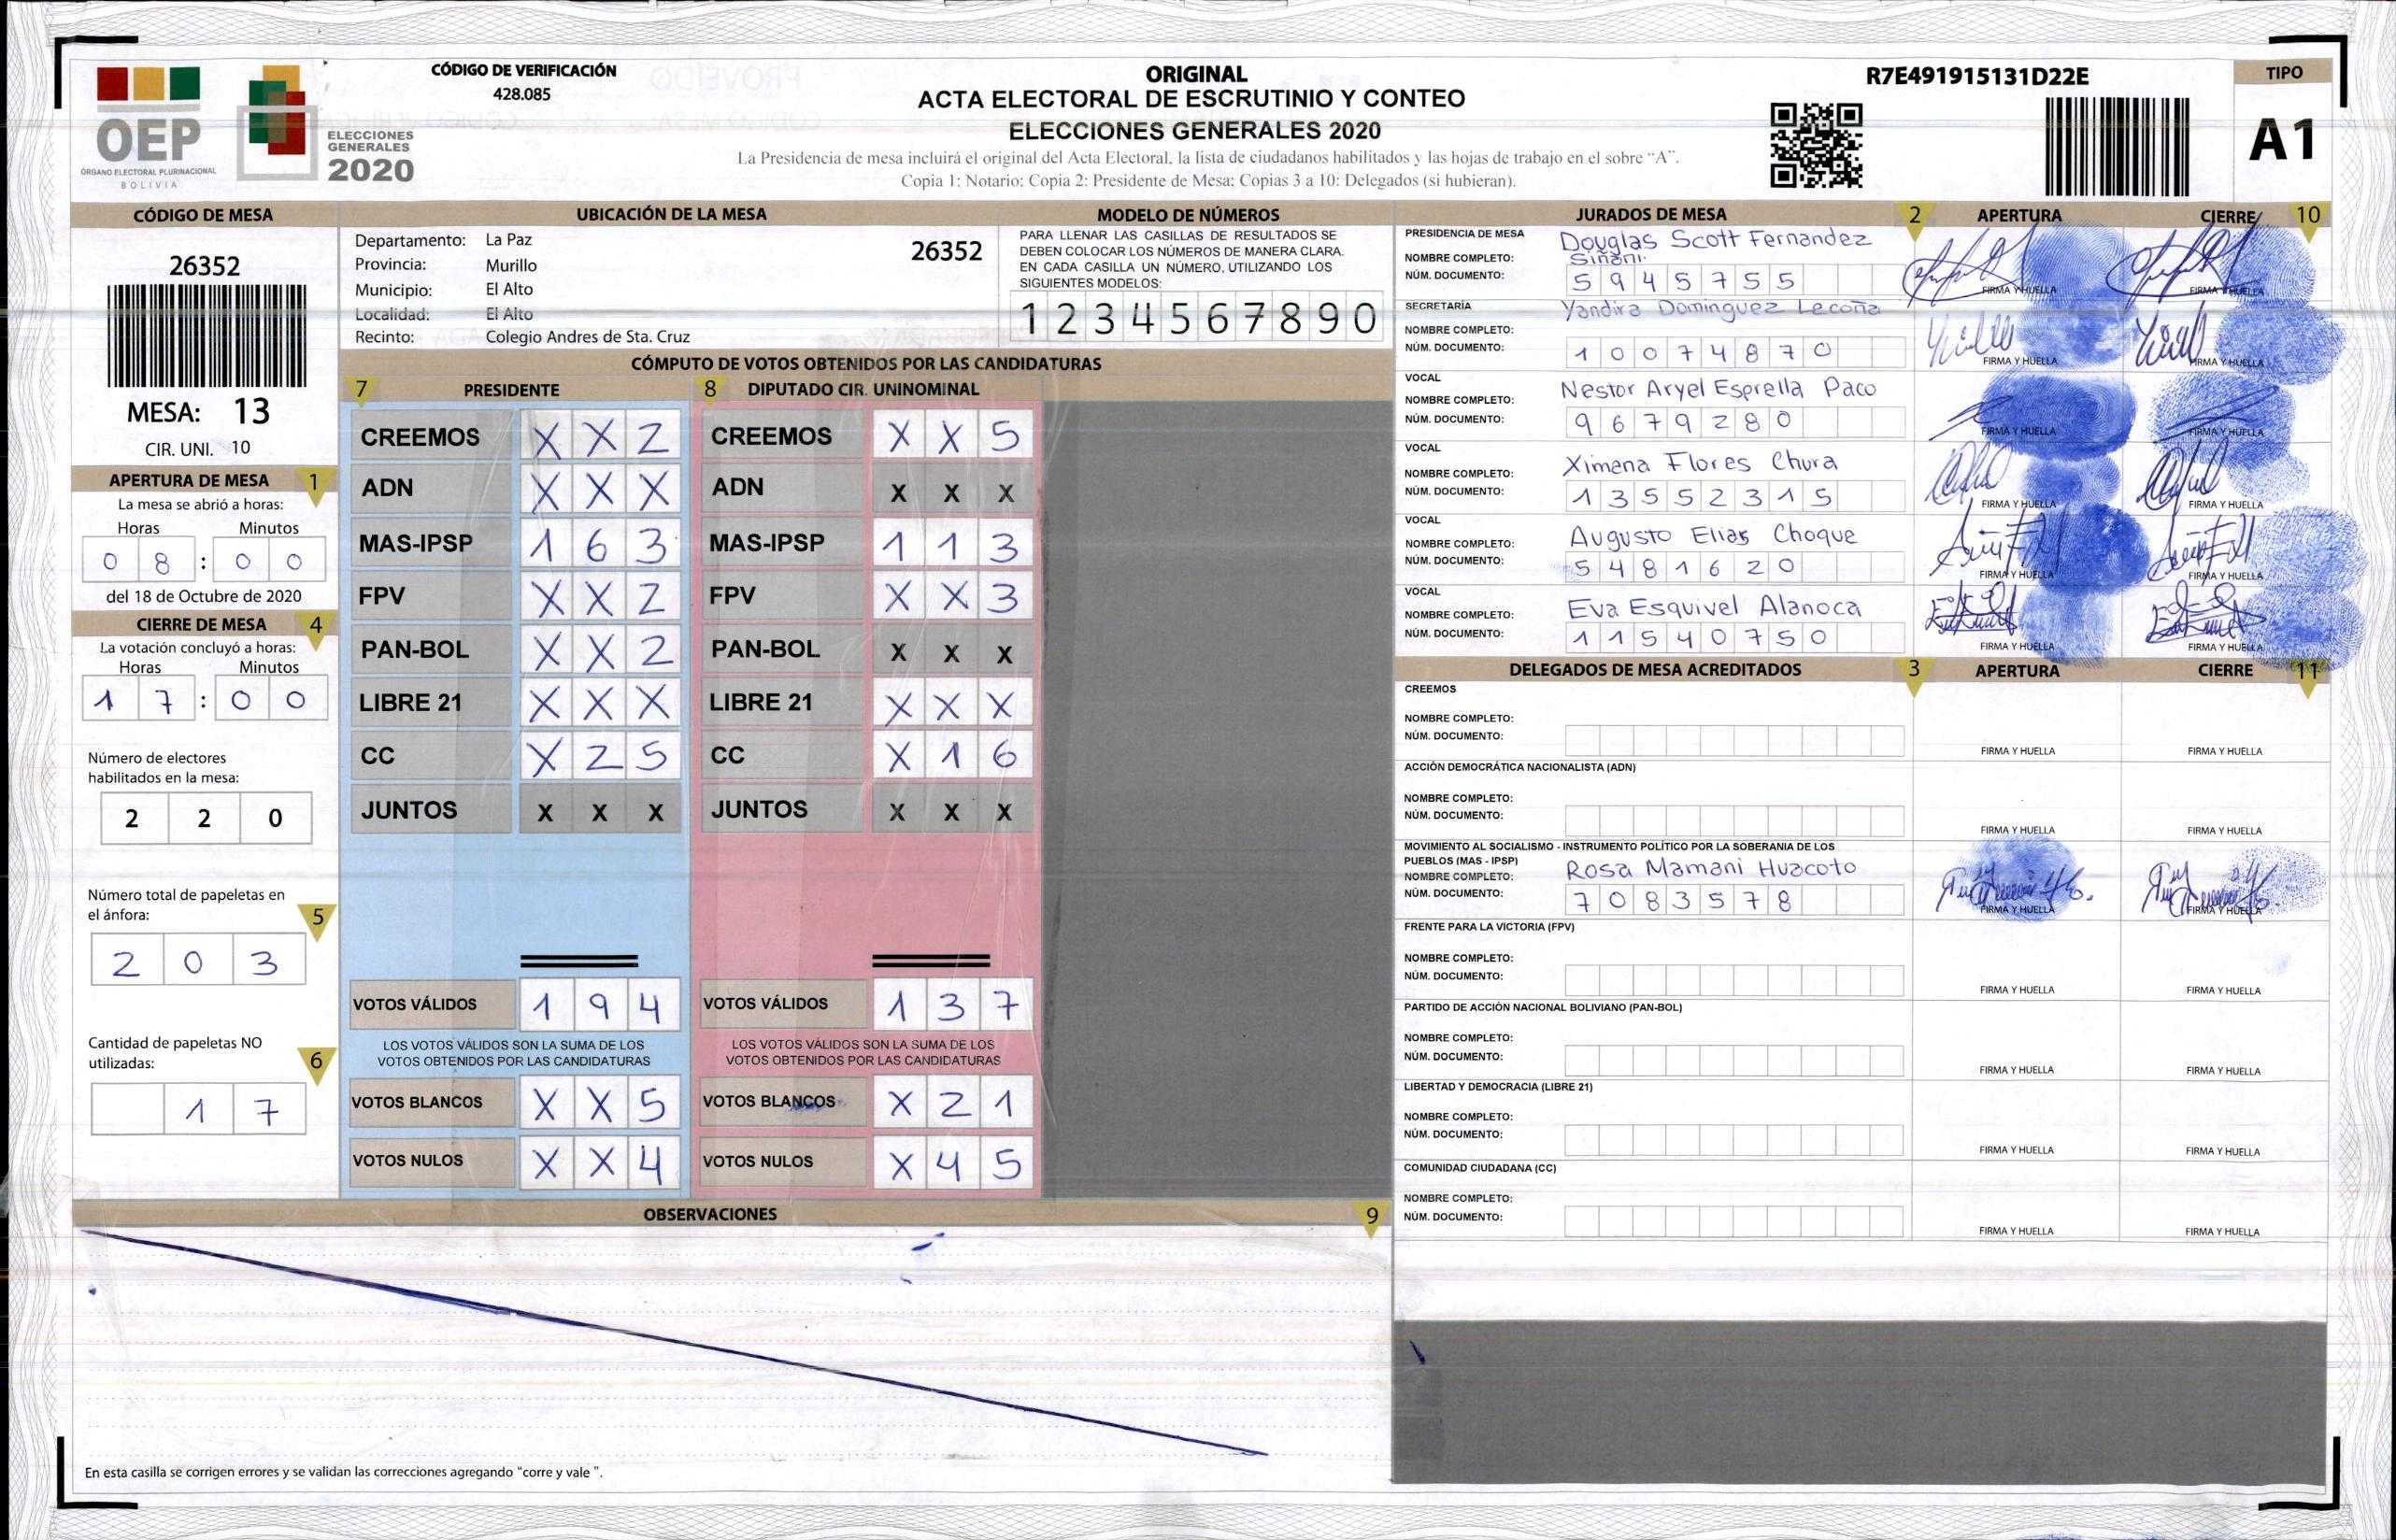 CÓDIGO DE VERIFICACIÓN
428.085
OEP
ÓRGANO ELECTORAL PLURINACIONAL
BOLIVIA
ELECCIONES
GENERALES
2020
ORIGINAL
ACTA ELECTORAL DE ESCRUTINIO Y CONTEO
ELECCIONES GENERALES 2020
La Presidencia de mesa incluirá el original del Acta Electoral, la lista de ciudadanos habilitados y las hojas de trabajo en el sobre "A".
Copia 1: Notario: Copia 2: Presidente de Mesa: Copias 3 a 10: Delegados (si hubieran).
R7E491915131D22E
TIPO
A1
CÓDIGO DE MESA
26352
MESA: 13
CIR. UNI. 10
APERTURA DE MESA 1
La mesa se abrió a horas:
Horas Minutos
0 8 : 0 0
del 18 de Octubre de 2020
CIERRE DE MESA 4
La votación concluyó a horas:
Horas Minutos
1 7 : 0 0
Número de electores
habilitados en la mesa:
2 2 0
Número total de papeletas en
el ánfora: 5
2 0 3
Cantidad de papeletas NO
utilizadas: 6
1 7
UBICACIÓN DE LA MESA
Departamento: La Paz 26352
Provincia: Murillo
Municipio: El Alto
Localidad: El Alto
Recinto: Colegio Andres de Sta. Cruz
MODELO DE NÚMEROS
PARA LLENAR LAS CASILLAS DE RESULTADOS SE
DEBEN COLOCAR LOS NÚMEROS DE MANERA CLARA.
EN CADA CASILLA UN NÚMERO, UTILIZANDO LOS
SIGUIENTES MODELOS:
1 2 3 4 5 6 7 8 9 0
CÓMPUTO DE VOTOS OBTENIDOS POR LAS CANDIDATURAS
7 PRESIDENTE 8 DIPUTADO CIR. UNINOMINAL
CREEMOS X X 2 CREEMOS X X 5
ADN X X X ADN X X X
MAS-IPSP 1 6 3 MAS-IPSP 1 1 3
FPV X X 2 FPV X X 3
PAN-BOL X X 2 PAN-BOL X X X
LIBRE 21 X X X LIBRE 21 X X X
CC X 2 5 CC X 1 6
JUNTOS X X X JUNTOS X X X
VOTOS VÁLIDOS 1 9 4 VOTOS VÁLIDOS 1 3 7
LOS VOTOS VÁLIDOS SON LA SUMA DE LOS LOS VOTOS VÁLIDOS SON LA SUMA DE LOS
VOTOS OBTENIDOS POR LAS CANDIDATURAS VOTOS OBTENIDOS POR LAS CANDIDATURAS
VOTOS BLANCOS X X 5 VOTOS BLANCOS X 2 1
VOTOS NULOS X X 4 VOTOS NULOS X 4 5
OBSERVACIONES 9
En esta casilla se corrigen errores y se validan las correcciones agregando "corre y vale ".
JURADOS DE MESA 2 APERTURA CIERRE 10
PRESIDENCIA DE MESA Douglas Scott Fernandez
NOMBRE COMPLETO: Siñani.
NÚM. DOCUMENTO: 5 9 4 5 7 5 5 FIRMA Y HUELLA FIRMA Y HUELLA
SECRETARÍA Yandira Dominguez Lecoña
NOMBRE COMPLETO:
NÚM. DOCUMENTO: 1 0 0 7 4 8 7 0 FIRMA Y HUELLA FIRMA Y HUELLA
VOCAL
NOMBRE COMPLETO: Nestor Aryel Esprella Paco
NÚM. DOCUMENTO: 9 6 7 9 2 8 0 FIRMA Y HUELLA FIRMA Y HUELLA
VOCAL
NOMBRE COMPLETO: Ximena Flores Chura
NÚM. DOCUMENTO: 1 3 5 5 2 3 1 5 FIRMA Y HUELLA FIRMA Y HUELLA
VOCAL
NOMBRE COMPLETO: Augusto Elias Choque
NÚM. DOCUMENTO: 5 4 8 1 6 2 0 FIRMA Y HUELLA FIRMA Y HUELLA
VOCAL
NOMBRE COMPLETO: Eva Esquivel Alanoca
NÚM. DOCUMENTO: 1 1 5 4 0 7 5 0 FIRMA Y HUELLA FIRMA Y HUELLA
DELEGADOS DE MESA ACREDITADOS 3 APERTURA CIERRE 11
CREEMOS
NOMBRE COMPLETO:
NÚM. DOCUMENTO: FIRMA Y HUELLA FIRMA Y HUELLA
ACCIÓN DEMOCRÁTICA NACIONALISTA (ADN)
NOMBRE COMPLETO:
NÚM. DOCUMENTO: FIRMA Y HUELLA FIRMA Y HUELLA
MOVIMIENTO AL SOCIALISMO - INSTRUMENTO POLÍTICO POR LA SOBERANIA DE LOS
PUEBLOS (MAS - IPSP)
NOMBRE COMPLETO: Rosa Mamani Huacoto
NÚM. DOCUMENTO: 7 0 8 3 5 7 8 FIRMA Y HUELLA FIRMA Y HUELLA
FRENTE PARA LA VICTORIA (FPV)
NOMBRE COMPLETO:
NÚM. DOCUMENTO: FIRMA Y HUELLA FIRMA Y HUELLA
PARTIDO DE ACCIÓN NACIONAL BOLIVIANO (PAN-BOL)
NOMBRE COMPLETO:
NÚM. DOCUMENTO: FIRMA Y HUELLA FIRMA Y HUELLA
LIBERTAD Y DEMOCRACIA (LIBRE 21)
NOMBRE COMPLETO:
NÚM. DOCUMENTO: FIRMA Y HUELLA FIRMA Y HUELLA
COMUNIDAD CIUDADANA (CC)
NOMBRE COMPLETO:
NÚM. DOCUMENTO: FIRMA Y HUELLA FIRMA Y HUELLA